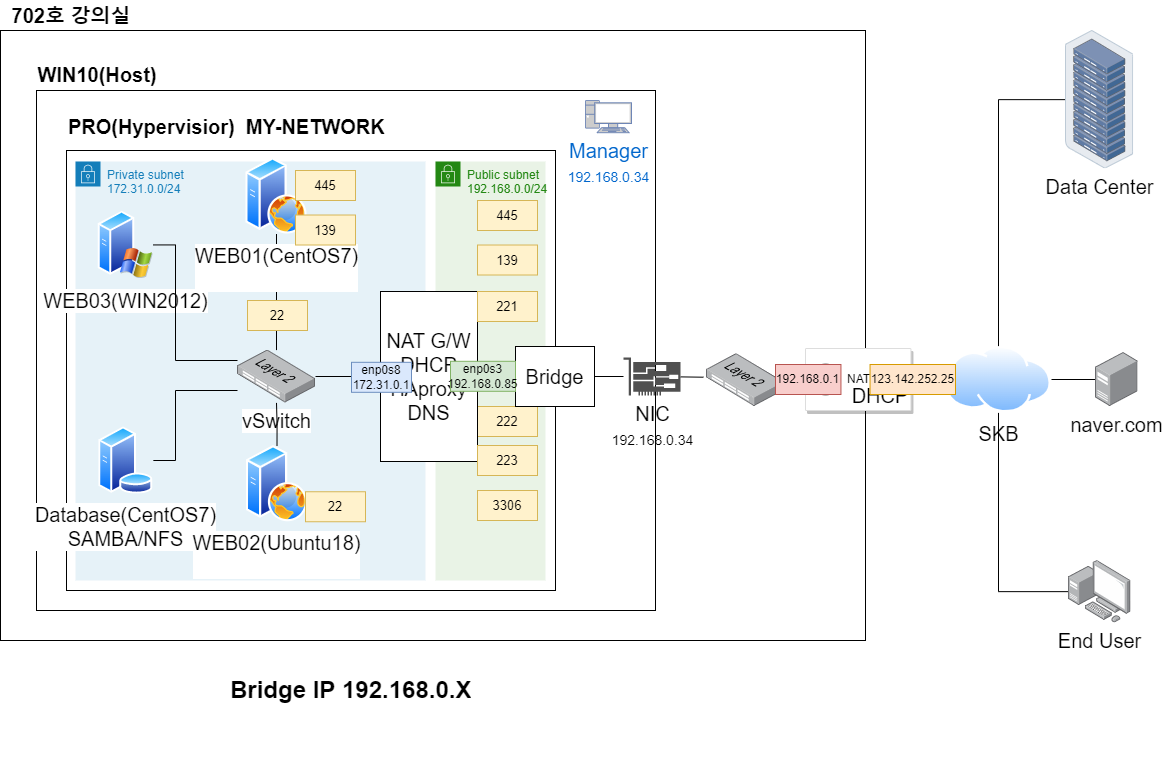 702호 강의실
WIN10(Host)
PRO(Hypervisior)  MY-NETWORK
Manager
192.168.0.34
Private subnet
172.31.0.0/24
Public subnet
192.168.0.0/24
445
139
WEB01(CentOS7)
WEB03(WIN2012)
22
Layer 2
vSwitch
Database(CentOS7)
SAMBA/NFS
WEB02(Ubuntu18)
22
NAT G/W
DHCP
HAproxy
DNS
enp0s8
172.31.0.1
enp0s3
192.168.0.85
445
139
221
222
223
3306
Bridge
NIC
192.168.0.34
Layer 2
192.168.0.1
NAT
DHCP
123.142.252.25
SKB
Data Center
naver.com
End User
Bridge IP 192.168.0.X